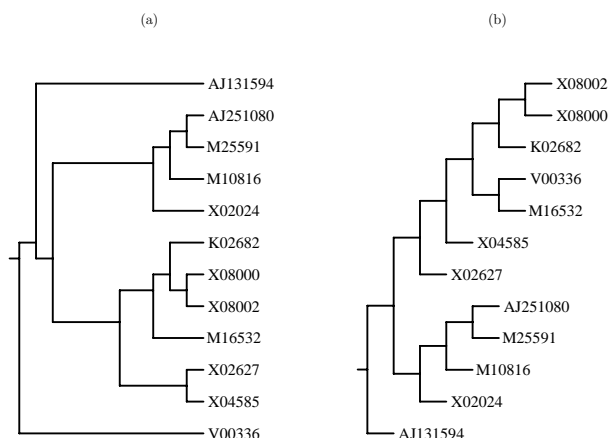 (a)
AJ131594
AJ251080
M25591
M10816
X02024
K02682
X08000
X08002
M16532
X02627
X04585
V00336
(b)
X08002
X08000
K02682
V00336
M16532
X04585
X02627
AJ251080
M25591
M10816
X02024
AJ131594